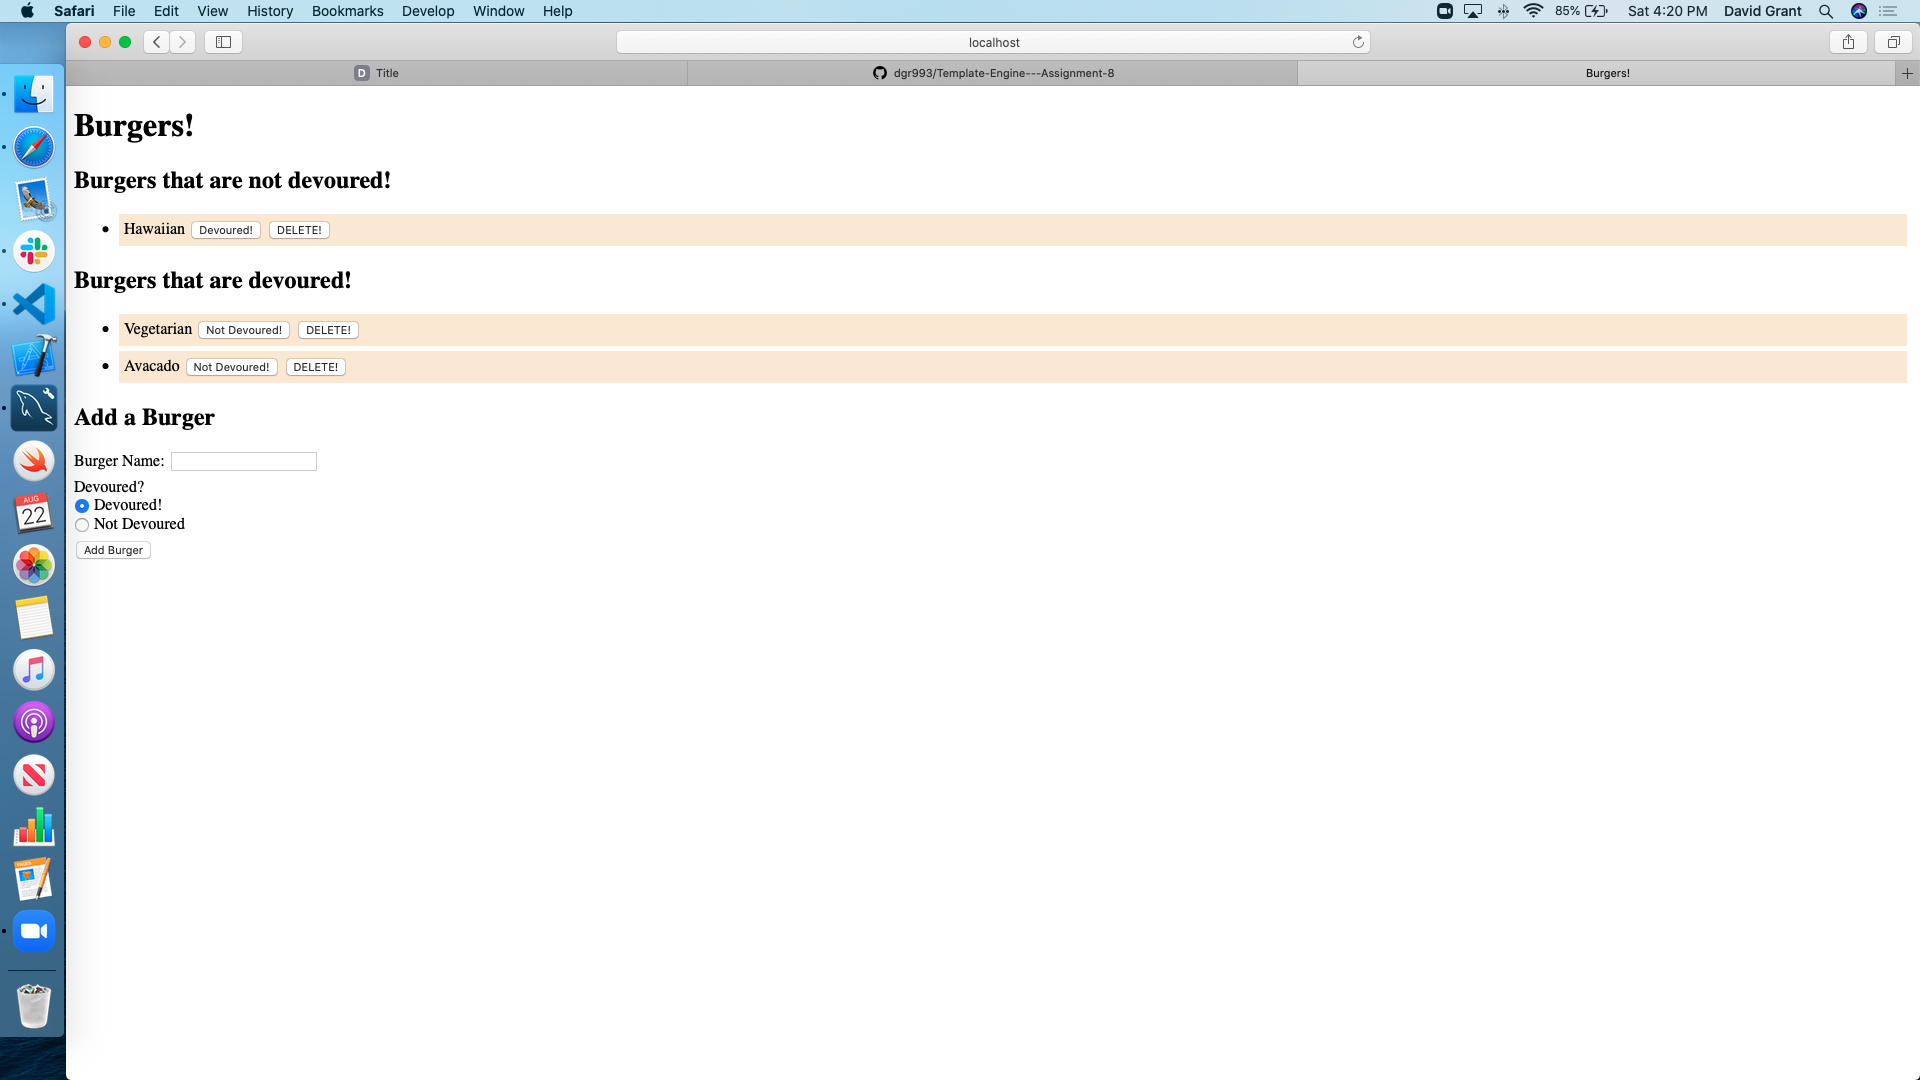 Safari File Edit View History Bookmarks Develop Window Help 85% Sat 4:20 PM David Grant
localhost
D Title dgr993/Template-Engine---Assignment-8 Burgers!
Burgers!
Burgers that are not devoured!
Hawaiian Devoured! DELETE!
Burgers that are devoured!
Vegetarian Not Devoured! DELETE!
Avacado Not Devoured! DELETE!
Add a Burger
Burger Name:
Devoured?
Devoured!
Not Devoured
Add Burger
AUG
22